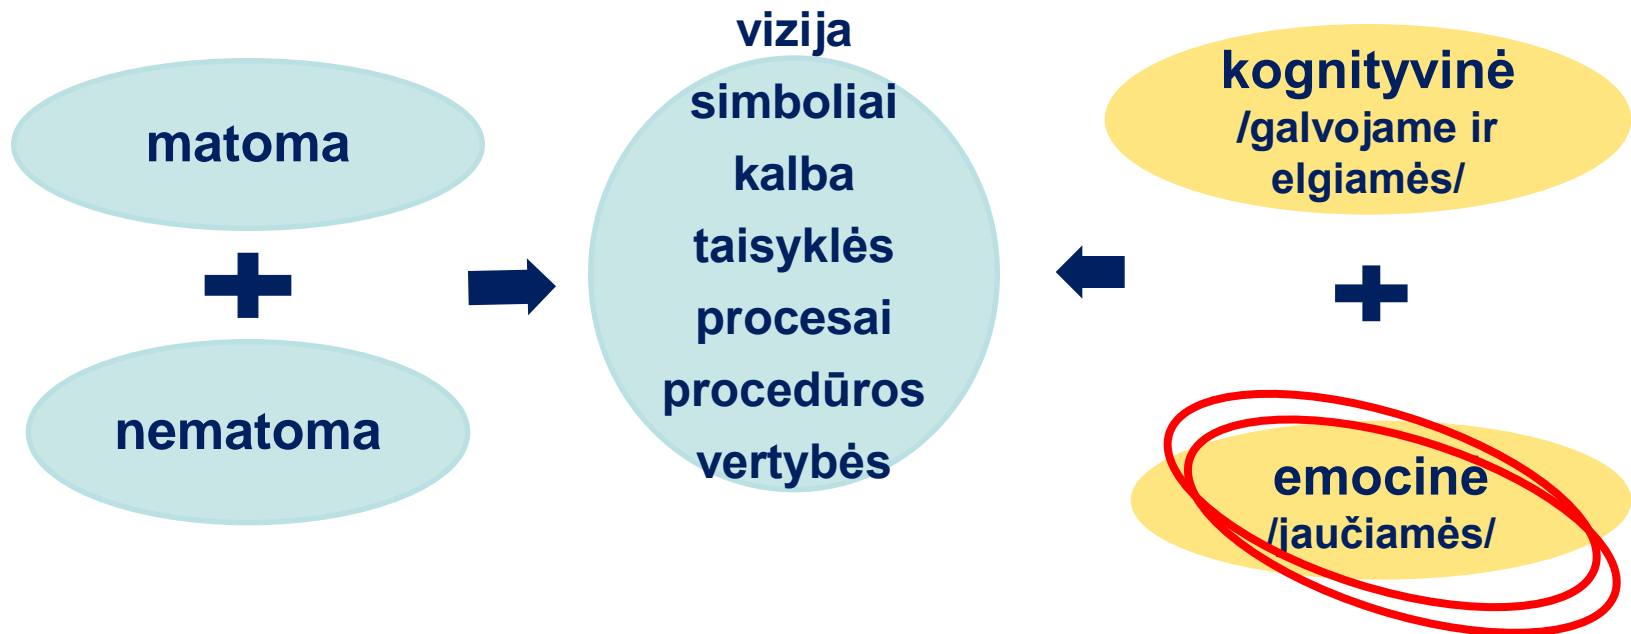 matoma
nematoma
vizija
simboliai
kalba
taisyklės
procesai
procedūros
vertybės
kognityvinė
/galvojame ir
elgiamės/
emocinė
/jaučiamės/